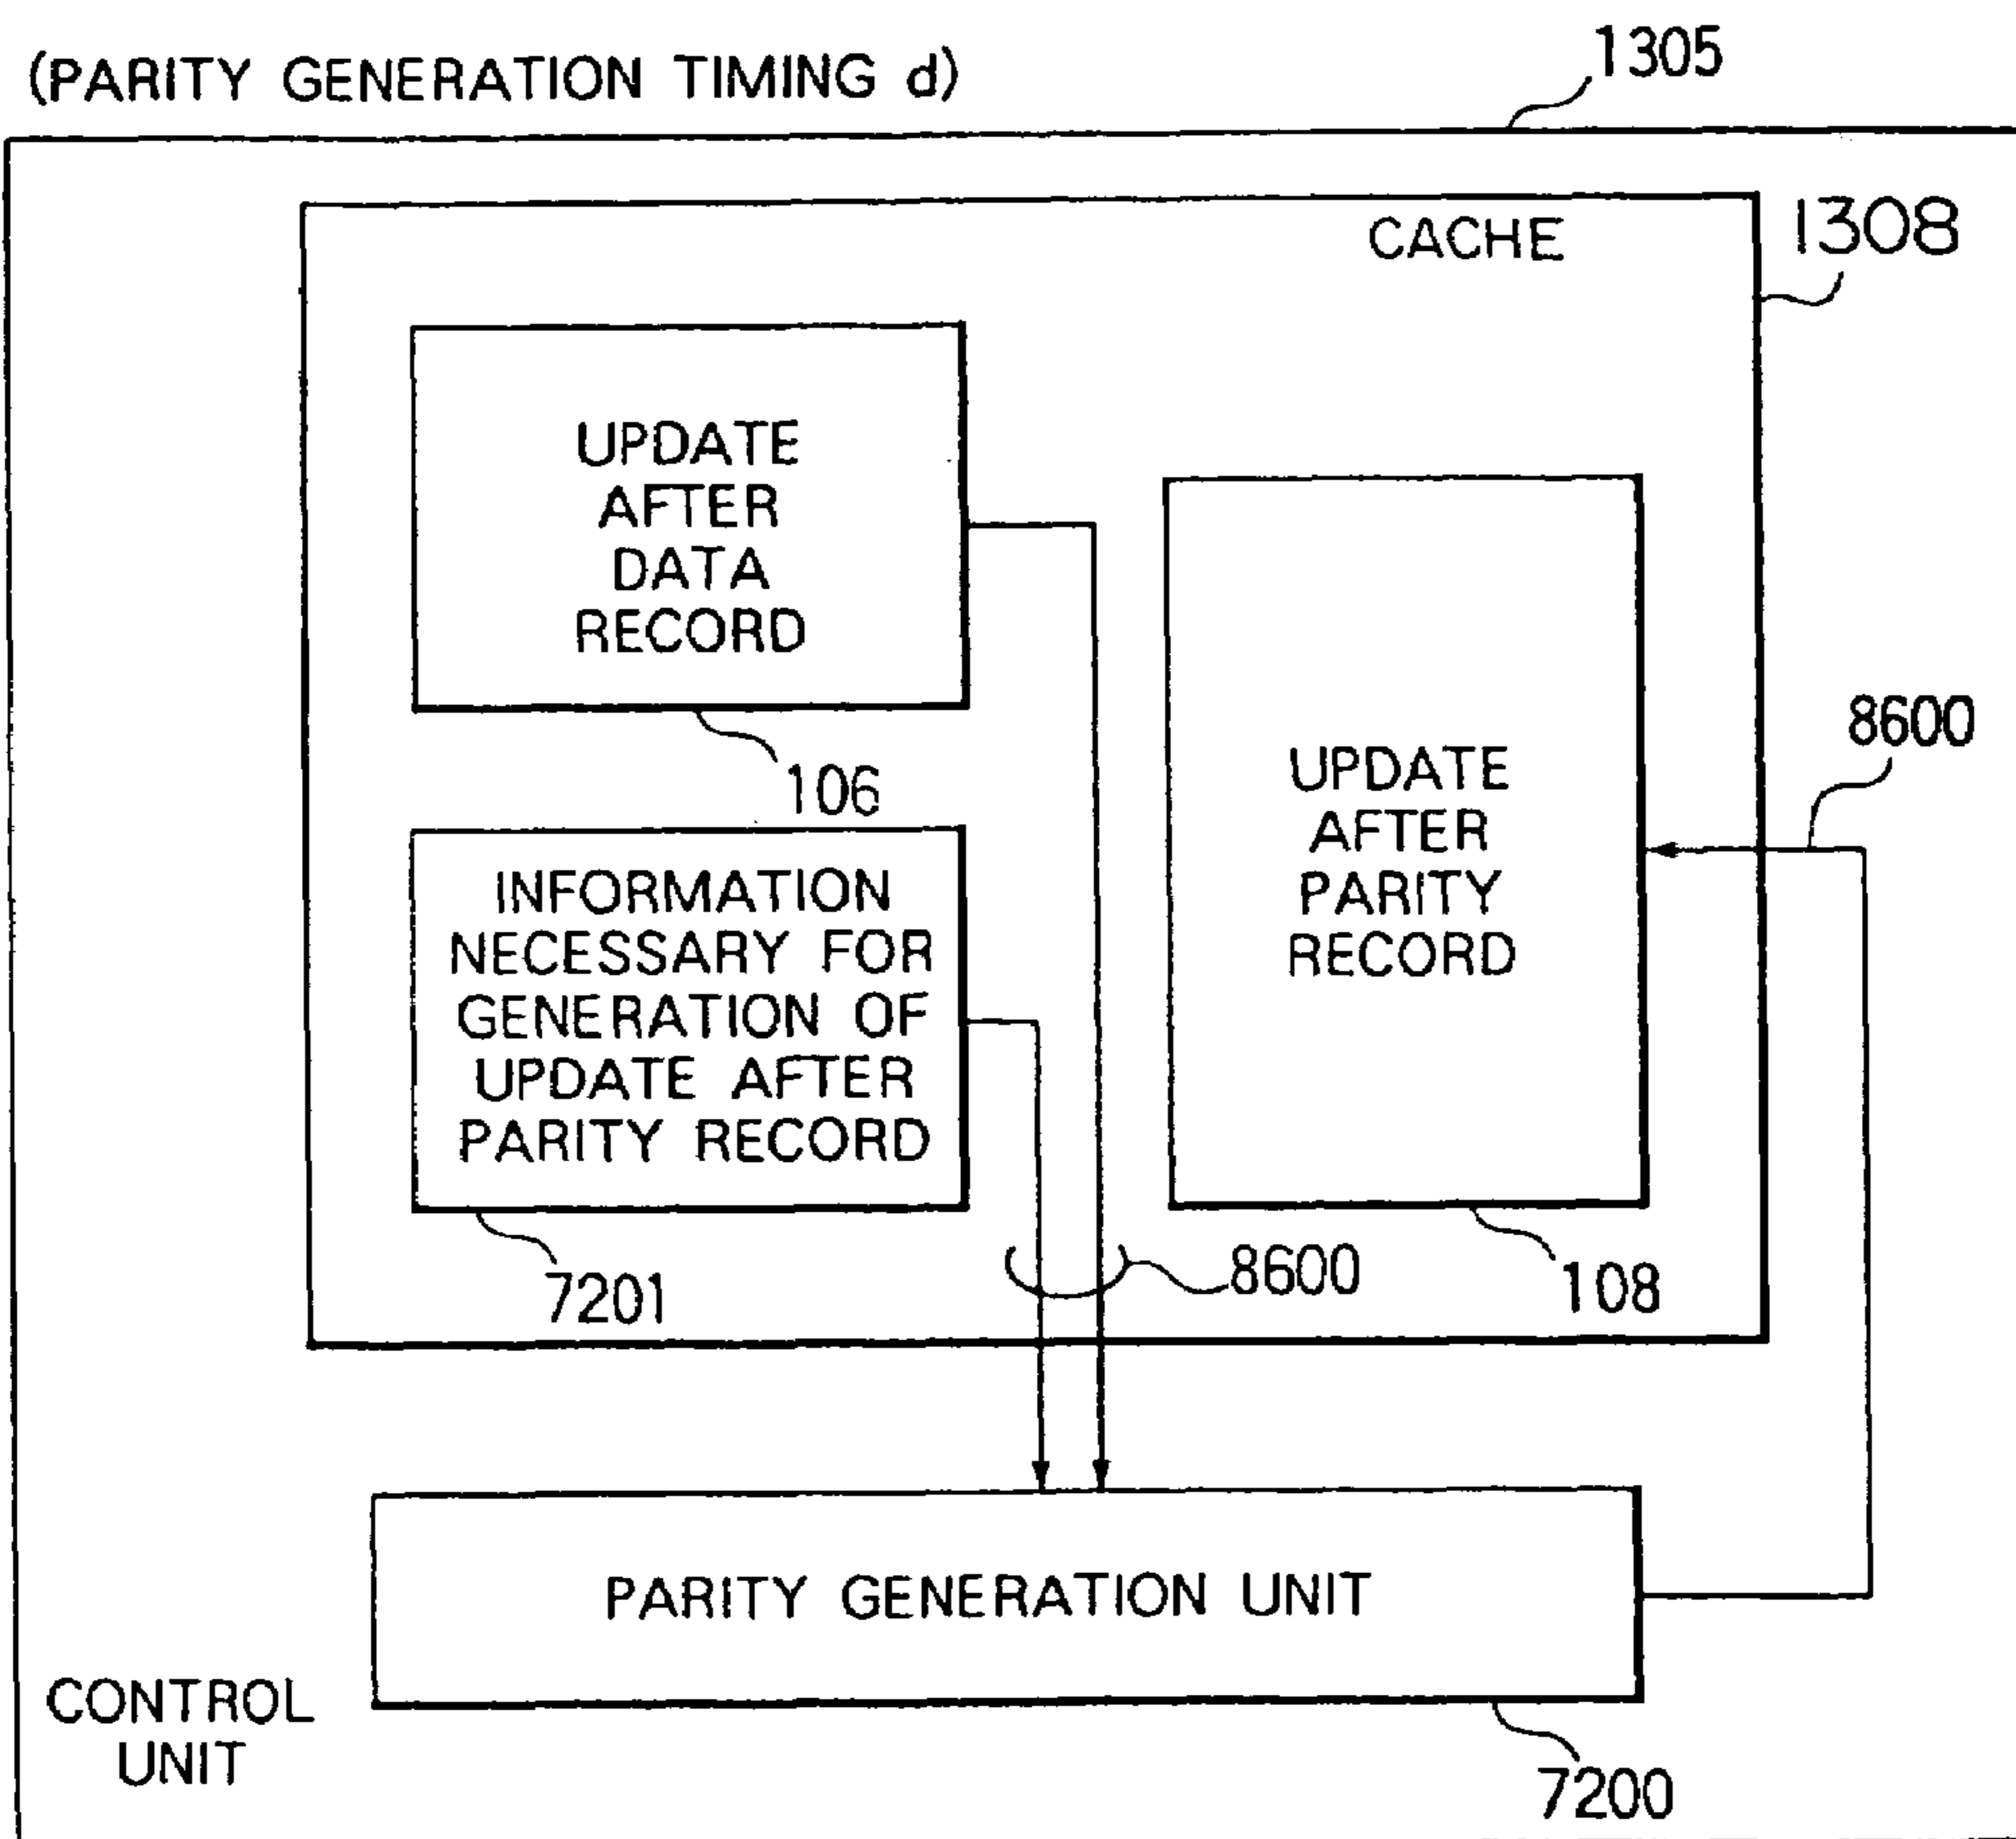 (PARITY GENERATION TIMING d)
1305
CACHE
1308
UPDATE
AFTER
DATA
RECORD
106
UPDATE
AFTER
PARITY
RECORD
8600
INFORMATION
NECESSARY FOR
GENERATION OF
UPDATE AFTER
PARITY RECORD
7201
8600
108
PARITY GENERATION UNIT
CONTROL
UNIT
7200